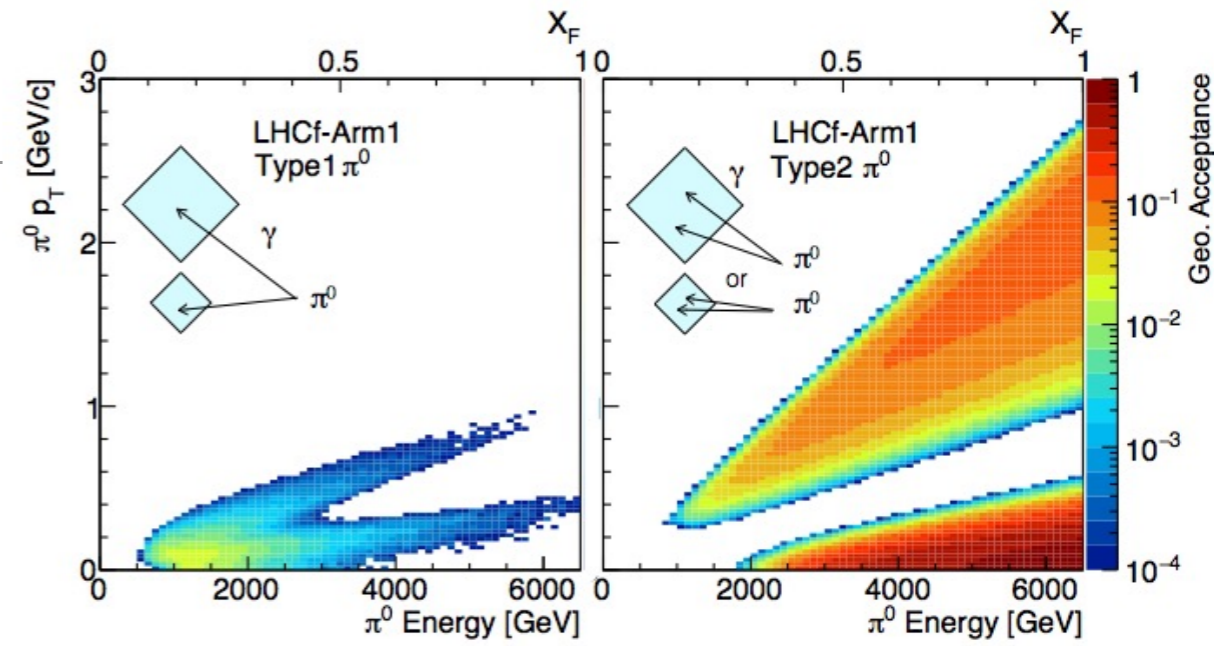 X_F
0 0.5 1
3
2
1
0
π⁰ p_T [GeV/c]
LHCf-Arm1
Type1 π⁰
γ
π⁰
0 2000 4000 6000
π⁰ Energy [GeV]
X_F
0 0.5 1
LHCf-Arm1
Type2 π⁰
γ
π⁰
or
π⁰
0 2000 4000 6000
π⁰ Energy [GeV]
1
10⁻¹
10⁻²
10⁻³
10⁻⁴
Geo. Acceptance